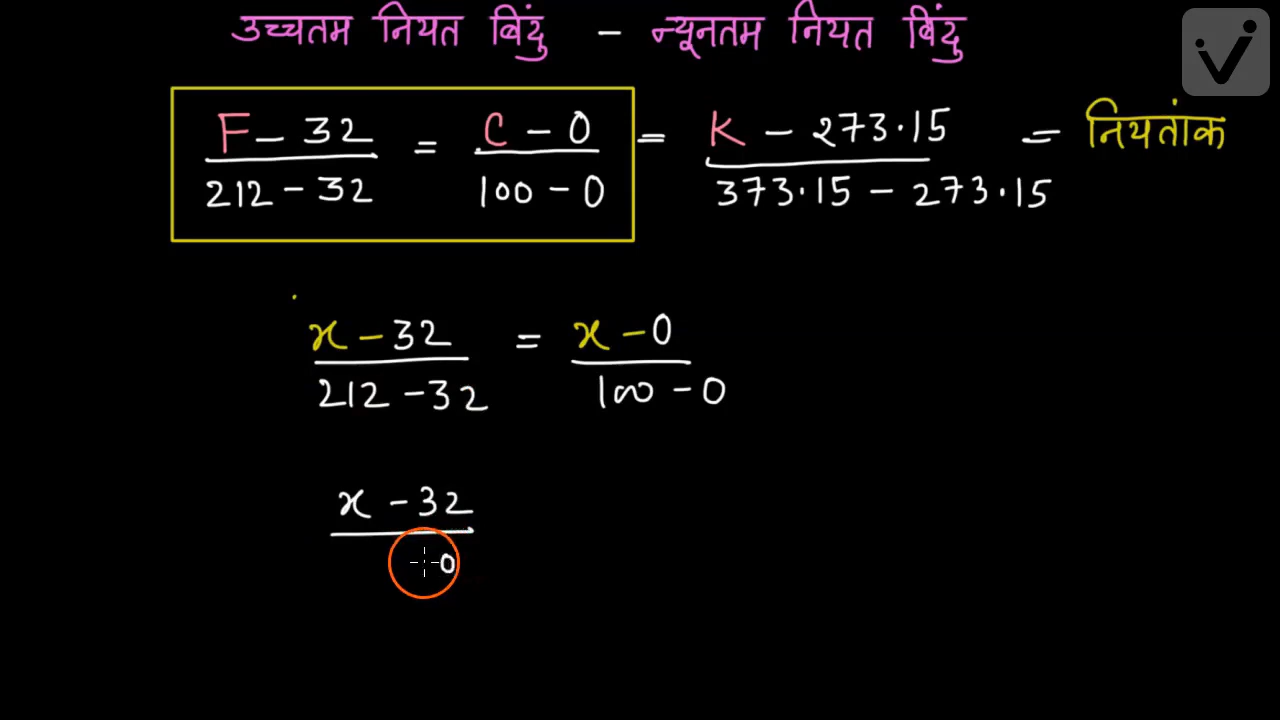 उच्चतम नियत बिंदु - न्यूनतम नियत बिंदु
F - 32 / 212 - 32 = C - 0 / 100 - 0 = K - 273.15 / 373.15 - 273.15 = नियतांक
x - 32 / 212 - 32 = x - 0 / 100 - 0
x - 32 / 0